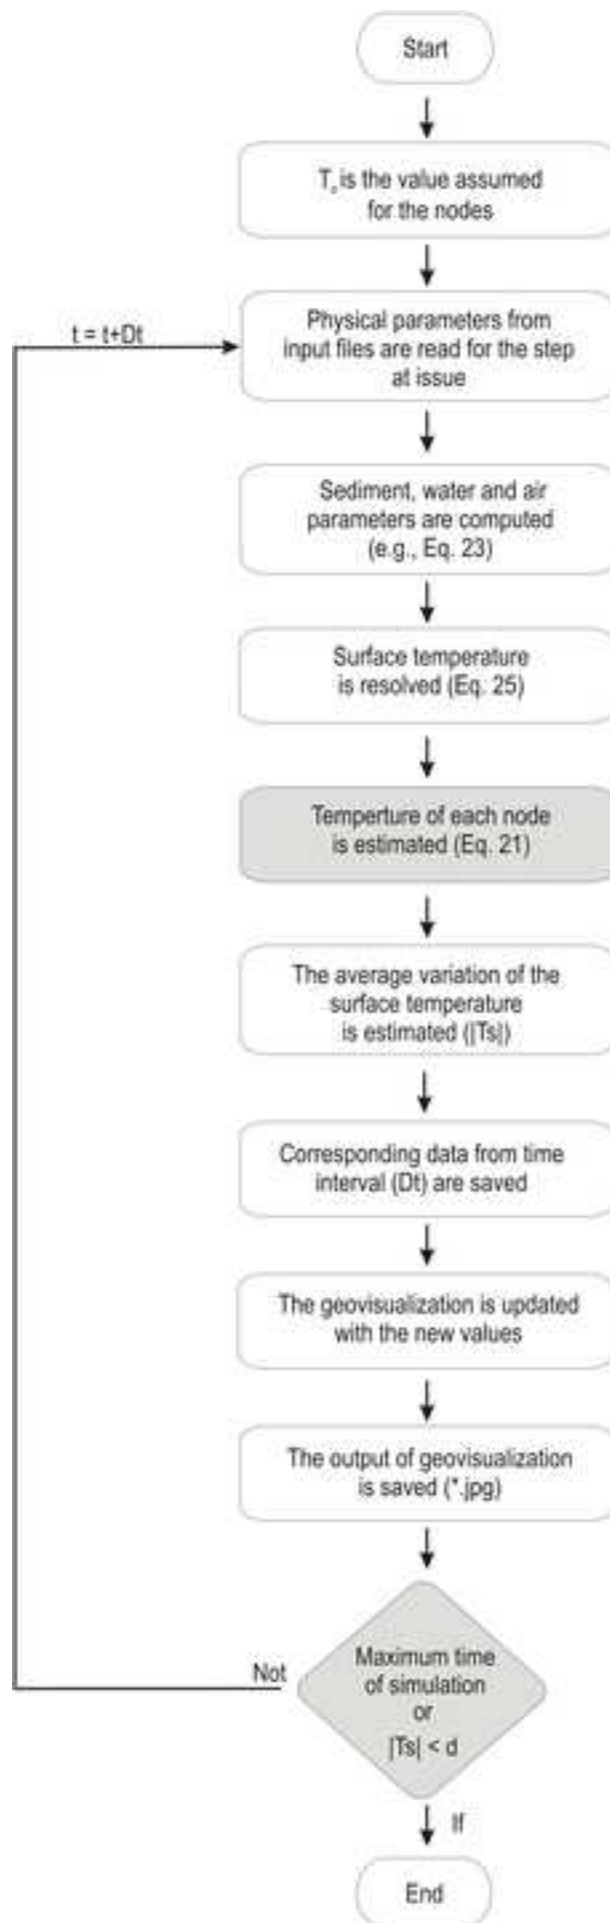 Start
T₀ is the value assumed
for the nodes
t = t+Dt
Physical parameters from
input files are read for the step
at issue
Sediment, water and air
parameters are computed
(e.g., Eq. 23)
Surface temperature
is resolved (Eq. 25)
Temperture of each node
is estimated (Eq. 21)
The average variation of the
surface temperature
is estimated (|Ts|)
Corresponding data from time
interval (Dt) are saved
The geovisualization is updated
with the new values
The output of geovisualization
is saved (*.jpg)
Not
Maximum time
of simulation
or
|Ts| < d
If
End